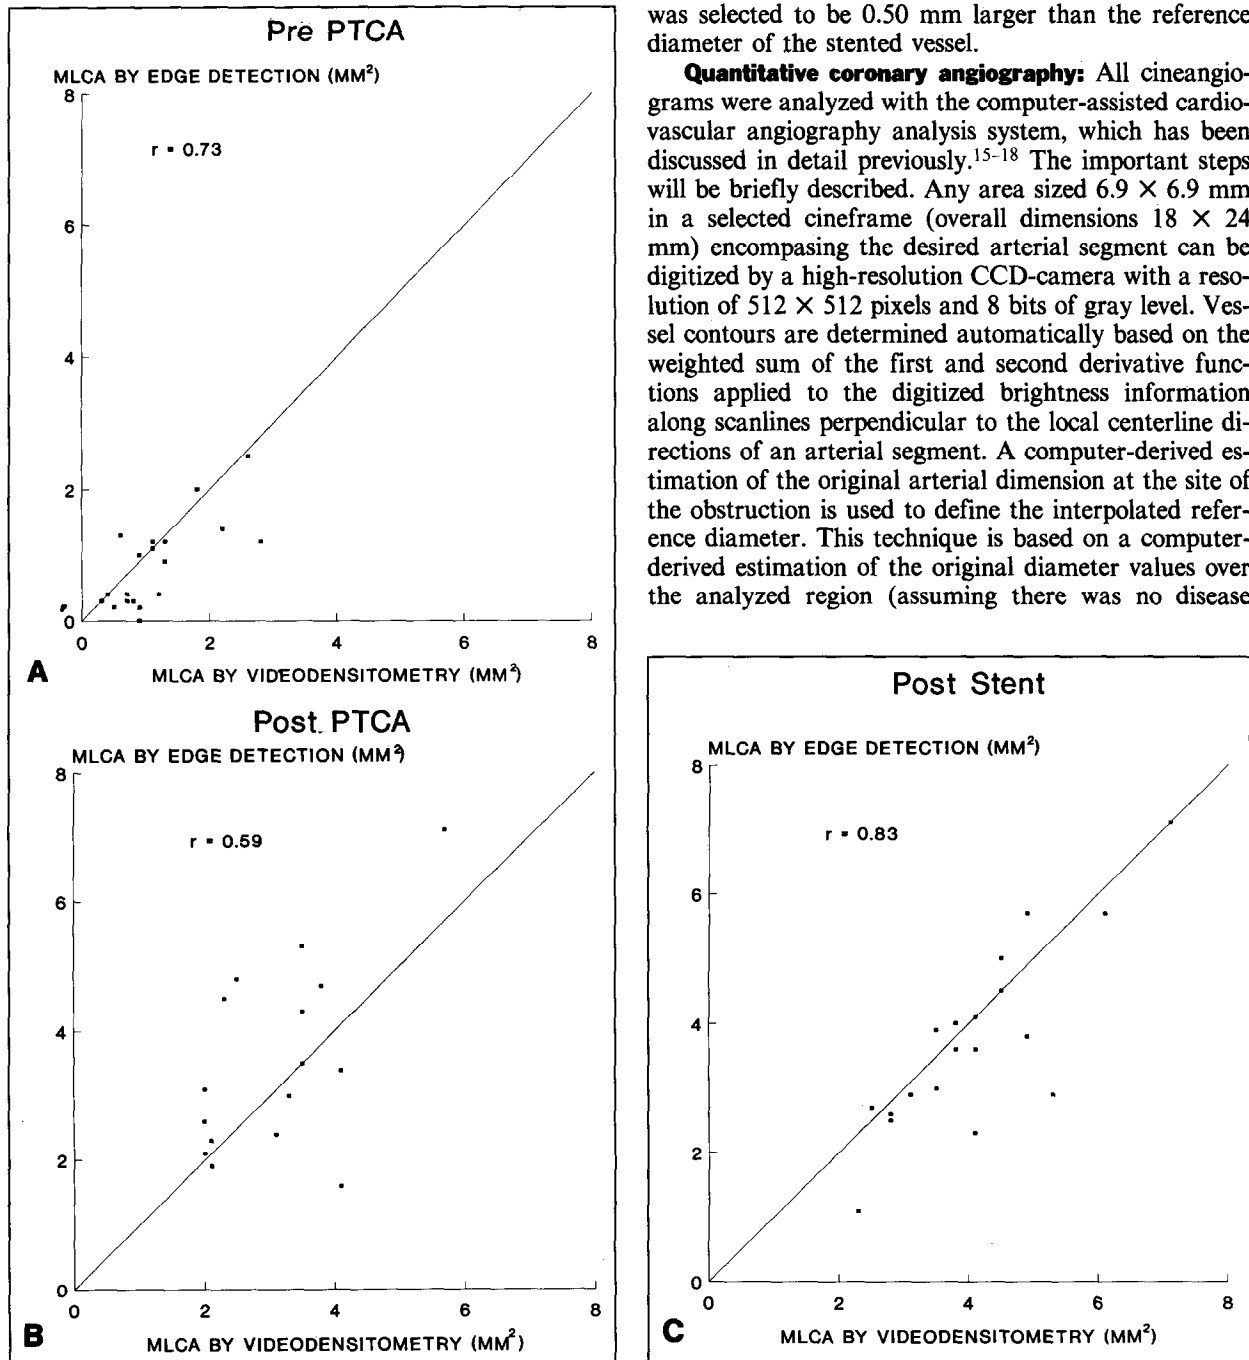 Pre PTCA
MLCA BY EDGE DETECTION (MM²)
8
r = 0.73
6
4
2
0
0 2 4 6 8
A
MLCA BY VIDEODENSITOMETRY (MM²)
Post PTCA
MLCA BY EDGE DETECTION (MM²)
8
r = 0.59
6
4
2
0
0 2 4 6 8
B
MLCA BY VIDEODENSITOMETRY (MM²)
was selected to be 0.50 mm larger than the reference
diameter of the stented vessel.
Quantitative coronary angiography: All cineangio-
grams were analyzed with the computer-assisted cardio-
vascular angiography analysis system, which has been
discussed in detail previously.15-18 The important steps
will be briefly described. Any area sized 6.9 × 6.9 mm
in a selected cineframe (overall dimensions 18 × 24
mm) encompasing the desired arterial segment can be
digitized by a high-resolution CCD-camera with a reso-
lution of 512 × 512 pixels and 8 bits of gray level. Ves-
sel contours are determined automatically based on the
weighted sum of the first and second derivative func-
tions applied to the digitized brightness information
along scanlines perpendicular to the local centerline di-
rections of an arterial segment. A computer-derived es-
timation of the original arterial dimension at the site of
the obstruction is used to define the interpolated refer-
ence diameter. This technique is based on a computer-
derived estimation of the original diameter values over
the analyzed region (assuming there was no disease
Post Stent
MLCA BY EDGE DETECTION (MM²)
8
r = 0.83
6
4
2
0
0 2 4 6 8
C
MLCA BY VIDEODENSITOMETRY (MM²)